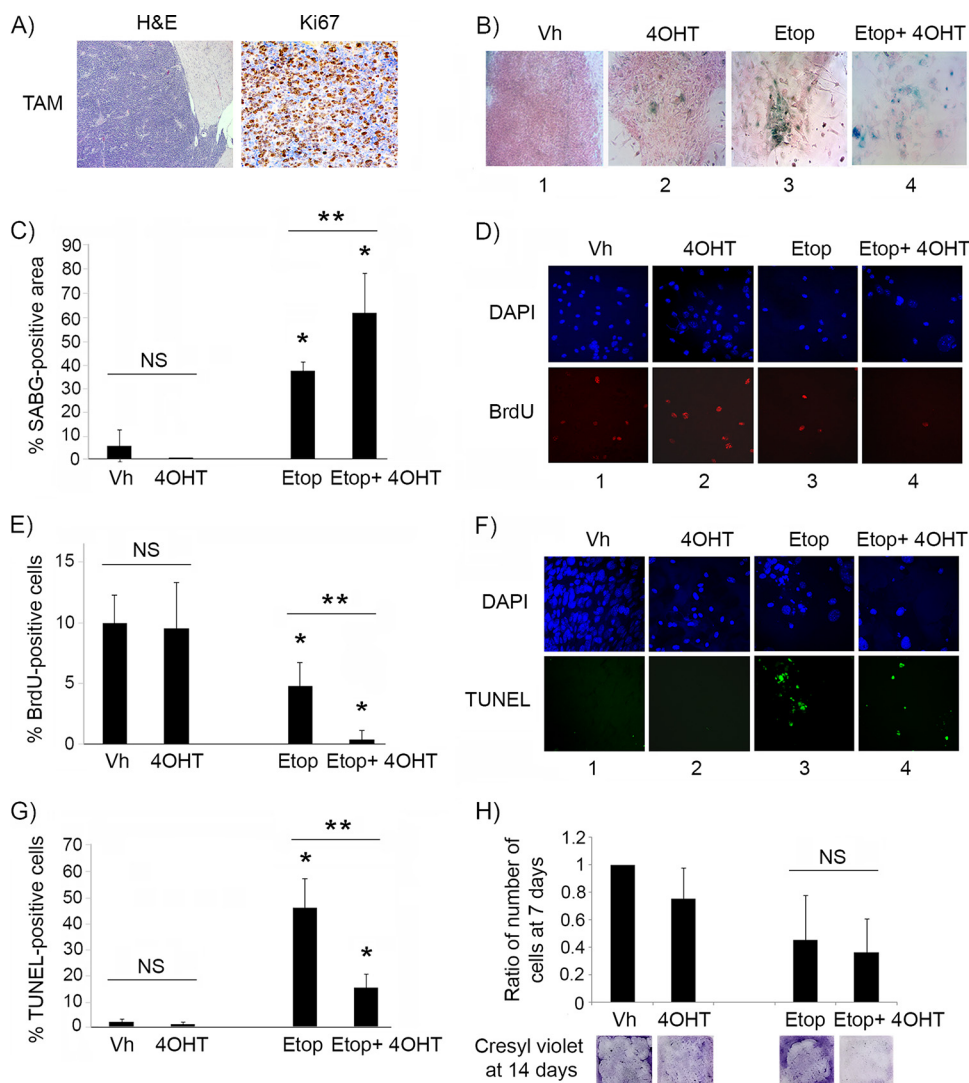 A)
H&E
Ki67
TAM
B)
Vh
4OHT
Etop
Etop+ 4OHT
1
2
3
4
C)
% SABG-positive area
90
80
70
60
50
40
30
20
10
0
NS
**
*
*
Vh
4OHT
Etop
Etop+ 4OHT
D)
Vh
4OHT
Etop
Etop+ 4OHT
DAPI
BrdU
1
2
3
4
E)
% BrdU-positive cells
15
10
5
0
NS
**
*
*
Vh
4OHT
Etop
Etop+ 4OHT
F)
Vh
4OHT
Etop
Etop+ 4OHT
DAPI
TUNEL
1
2
3
4
G)
% TUNEL-positive cells
70
60
50
40
30
20
10
0
NS
**
*
*
Vh
4OHT
Etop
Etop+ 4OHT
H)
Ratio of number of
cells at 7 days
1.2
1
0.8
0.6
0.4
0.2
0
NS
Vh
4OHT
Etop
Etop+ 4OHT
Cresyl violet
at 14 days